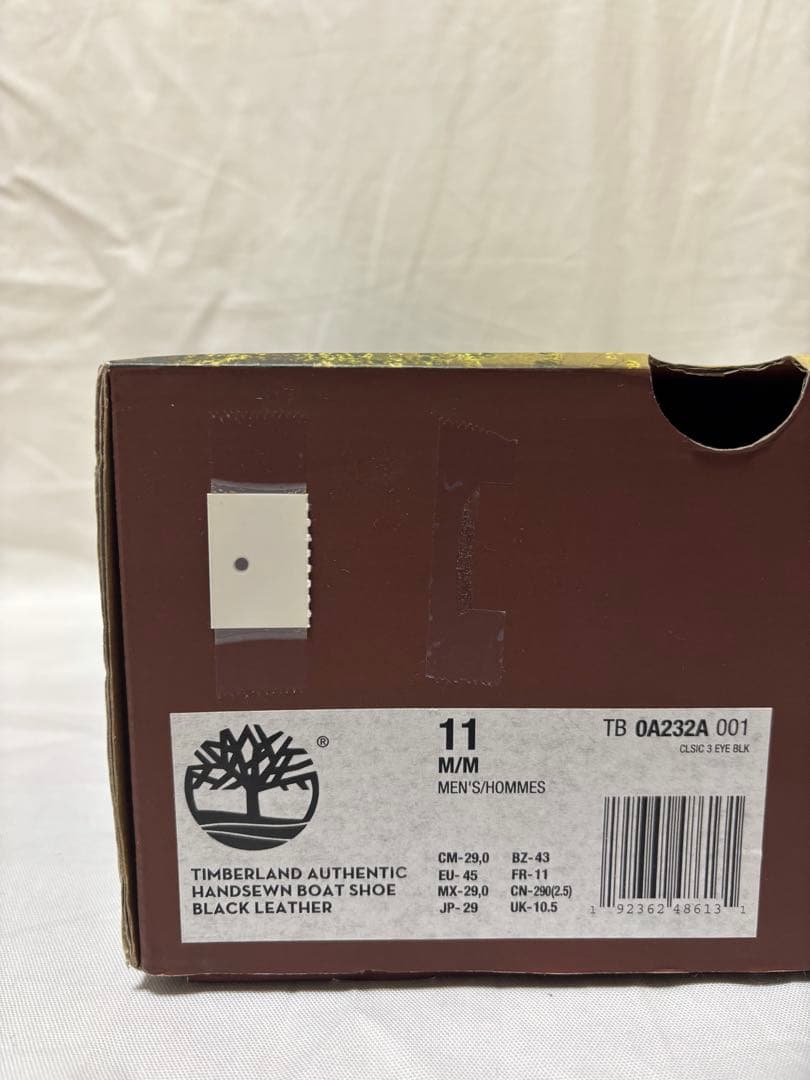 ®
11
M/M
MEN'S/HOMMES
TB 0A232A 001
CLSIC 3 EYE BLK
TIMBERLAND AUTHENTIC
HANDSEWN BOAT SHOE
BLACK LEATHER
CM-29,0 BZ-43
EU-45 FR-11
MX-29,0 CN-290(2.5)
JP-29 UK-10.5
1 92362 48613 1